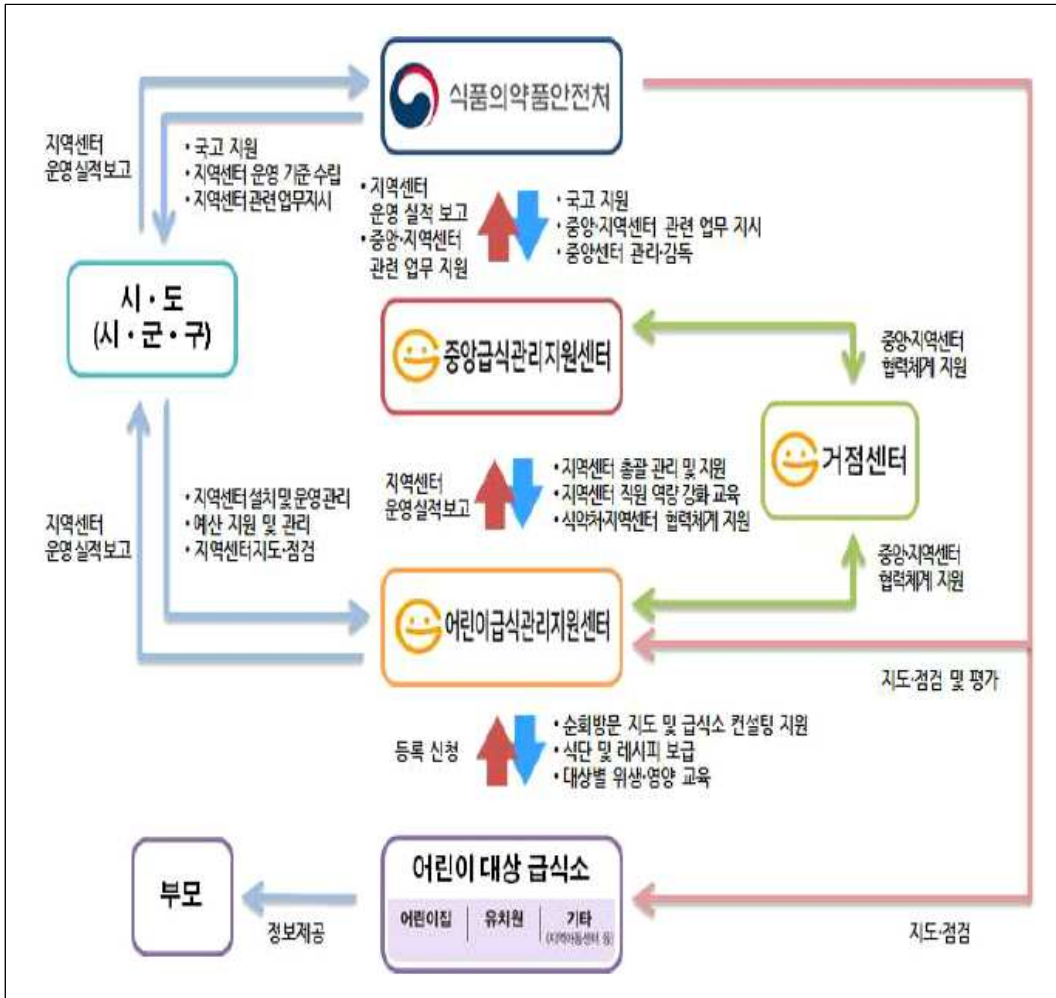 식품의약품안전처
지역센터
운영 실적 보고
• 국고 지원
• 지역센터 운영 기준 수립
• 지역센터 관련 업무지시
• 지역센터
운영 실적 보고
• 중앙·지역센터
관련 업무 지원
• 국고 지원
• 중앙·지역센터 관련 업무 지시
• 중앙센터 관리·감독
시·도
(시·군·구)
중앙급식관리지원센터
중앙·지역센터
협력체계 지원
거점센터
지역센터
운영실적보고
• 지역센터 설치 및 운영관리
• 예산 지원 및 관리
• 지역센터지도·점검
지역센터
운영실적보고
• 지역센터 총괄 관리 및 지원
• 지역센터 직원 역량 강화 교육
• 식약처·지역센터 협력체계 지원
중앙·지역센터
협력체계 지원
어린이급식관리지원센터
지도·점검 및 평가
등록 신청
• 순회방문 지도 및 급식소 컨설팅 지원
• 식단 및 레시피 보급
• 대상별 위생·영양 교육
부모
정보제공
어린이 대상 급식소
어린이집
유치원
기타
(지역아동센터 등)
지도·점검